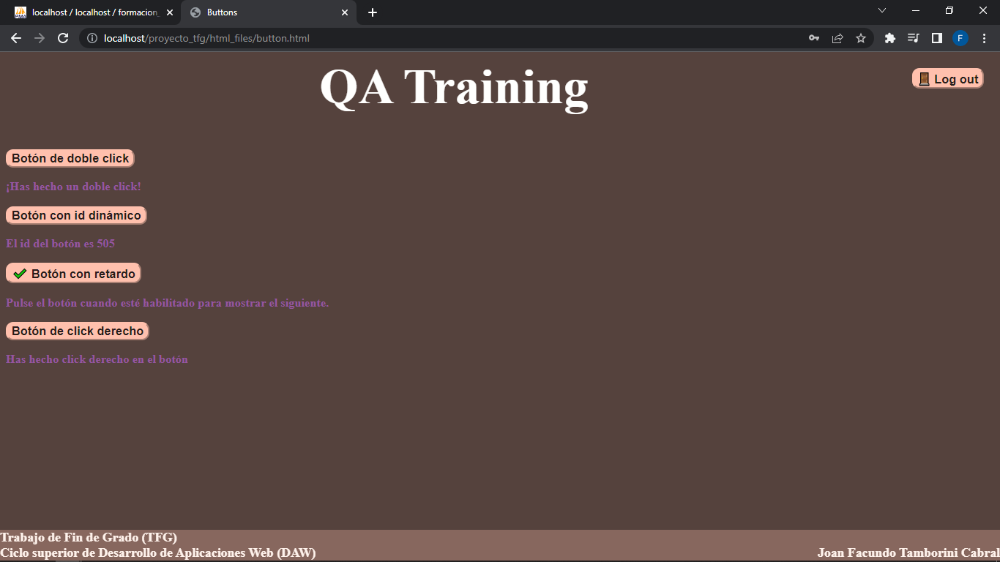 localhost / localhost / formacion_
Buttons
localhost/proyecto_tfg/html_files/button.html
F
QA Training
Log out
Botón de doble click
¡Has hecho un doble click!
Botón con id dinámico
El id del botón es 505
Botón con retardo
Pulse el botón cuando esté habilitado para mostrar el siguiente.
Botón de click derecho
Has hecho click derecho en el botón
Trabajo de Fin de Grado (TFG)
Ciclo superior de Desarrollo de Aplicaciones Web (DAW)
Joan Facundo Tamborini Cabral